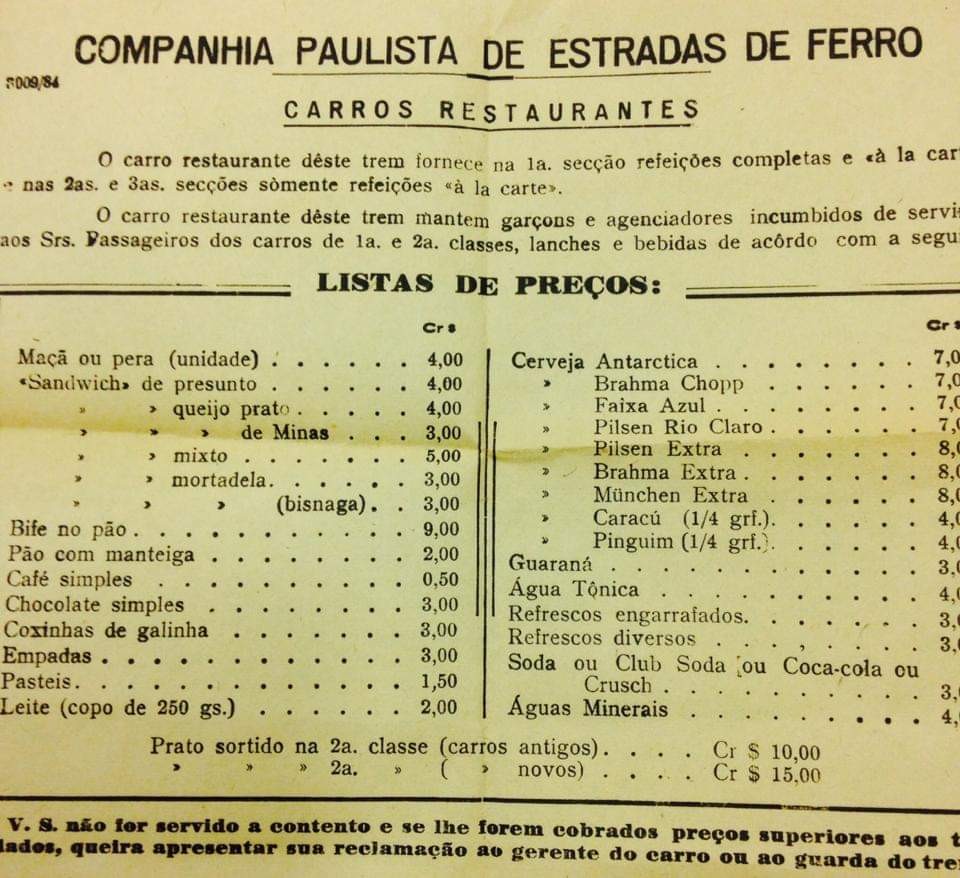 COMPANHIA PAULISTA DE ESTRADAS DE FERRO
CARROS RESTAURANTES
O carro restaurante dêste trem fornece na 1a. secção refeições completas e «à la
nas 2as. e 3as. secções sòmente refeições «à la carte».
O carro restaurante dêste trem mantem garçons e agenciadores incumbidos de
aos Srs. Passageiros dos carros de 1a. e 2a. classes, lanches e bebidas de acôrdo com a
LISTAS DE PREÇOS:
Cr $
Maçã ou pera (unidade) . . . . . . 4,00
«Sandwich» de presunto . . . . . . 4,00
» » queijo prato . . . . . 4,00
» » » de Minas . . . 3,00
» » mixto . . . . . . . 5,00
» » mortadela. . . . . . 3,00
» » » (bisnaga) . . 3,00
Bife no pão . . . . . . . . . . . 9,00
Pão com manteiga . . . . . . . . 2,00
Café simples . . . . . . . . . . 0,50
Chocolate simples . . . . . . . . 3,00
Coxinhas de galinha . . . . . . . 3,00
Empadas . . . . . . . . . . . . 3,00
Pasteis. . . . . . . . . . . . . 1,50
Leite (copo de 250 gs.) . . . . . . 2,00
Cr $
Cerveja Antarctica . . . . . . . . 7,0
» Brahma Chopp . . . . . . 7,0
» Faixa Azul . . . . . . . . 7,0
» Pilsen Rio Claro . . . . . . 7,0
» Pilsen Extra . . . . . . . 8,0
» Brahma Extra . . . . . . . 8,0
» München Extra . . . . . . 8,0
» Caracú (1/4 grf.). . . . . . 4,0
» Pinguim (1/4 grf.). . . . . . 4,0
Guaraná . . . . . . . . . . . . 3,0
Água Tônica . . . . . . . . . . 4,0
Refrescos engarrafados. . . . . . . 3,0
Refrescos diversos . . . . . . . . 3,0
Soda ou Club Soda ou Coca-cola ou
Crusch . . . . . . . . . . 3,0
Águas Minerais . . . . . . . . . 4,
Prato sortido na 2a. classe (carros antigos) . . . . Cr $ 10,00
» » » 2a. » ( » novos) . . . . Cr $ 15,00
V. S. não for servido a contento e se lhe forem cobrados preços superiores aos
queira apresentar sua reclamação ao gerente do carro ou ao guarda do